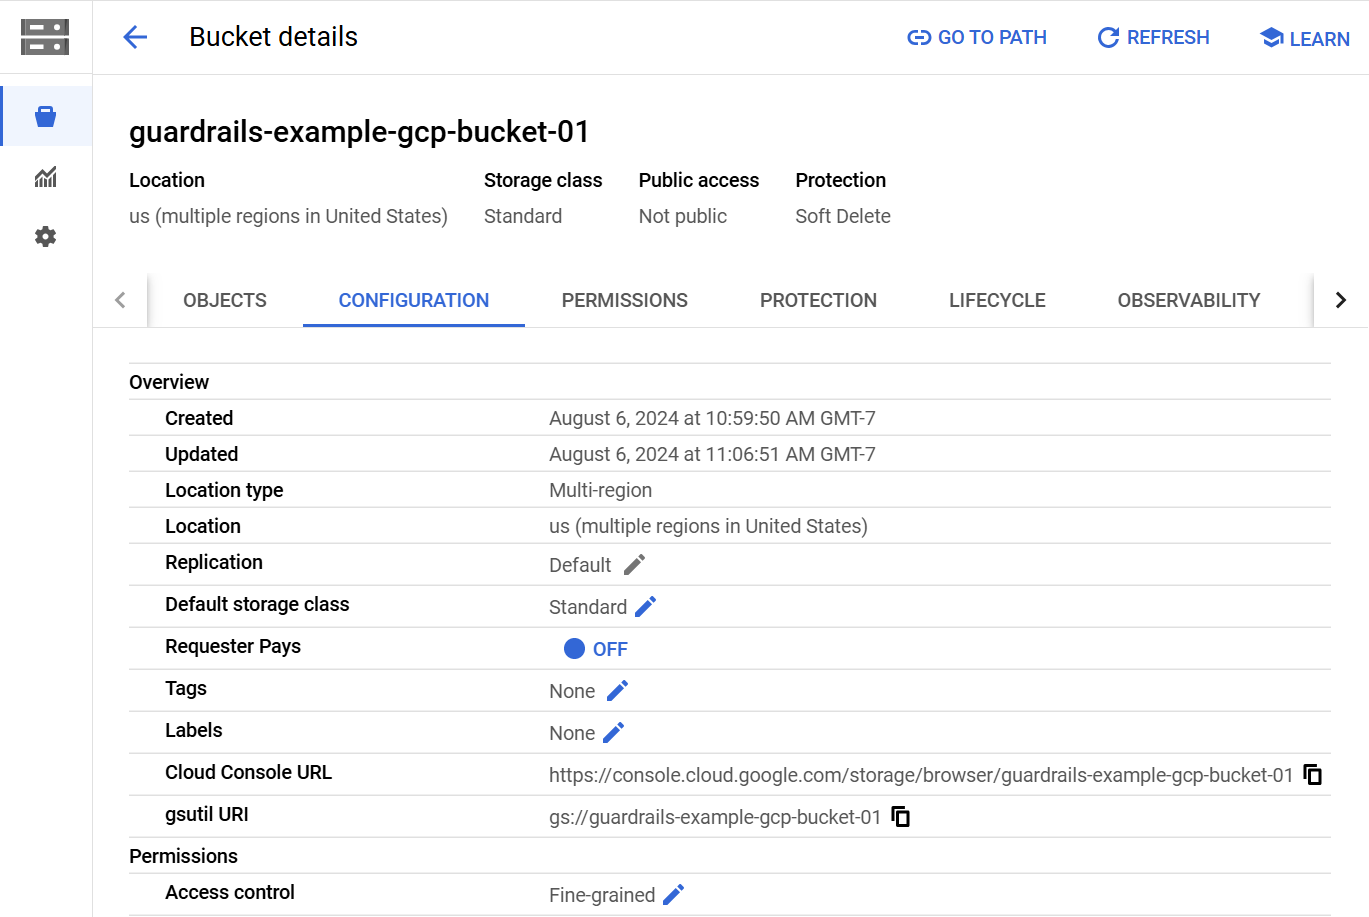 Bucket details
GO TO PATH
REFRESH
LEARN
guardrails-example-gcp-bucket-01
Location Storage class Public access Protection
us (multiple regions in United States) Standard Not public Soft Delete
OBJECTS CONFIGURATION PERMISSIONS PROTECTION LIFECYCLE OBSERVABILITY
Overview
Created August 6, 2024 at 10:59:50 AM GMT-7
Updated August 6, 2024 at 11:06:51 AM GMT-7
Location type Multi-region
Location us (multiple regions in United States)
Replication Default
Default storage class Standard
Requester Pays OFF
Tags None
Labels None
Cloud Console URL https://console.cloud.google.com/storage/browser/guardrails-example-gcp-bucket-01
gsutil URI gs://guardrails-example-gcp-bucket-01
Permissions
Access control Fine-grained